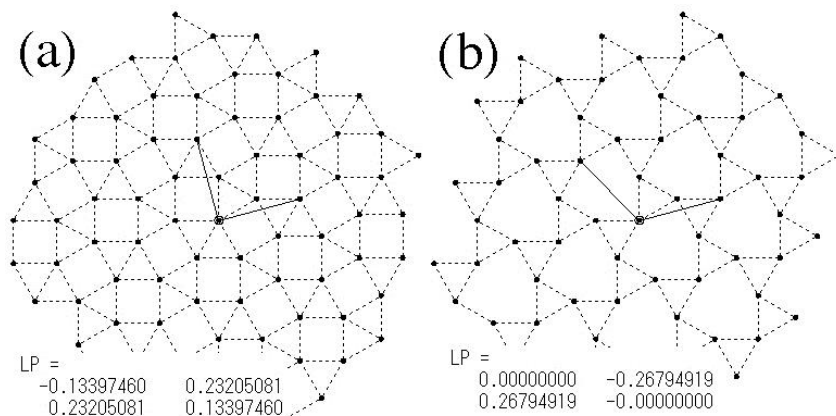 (a)
(b)
LP =
-0.13397460 0.23205081
0.23205081 0.13397460
LP =
0.00000000 -0.26794919
0.26794919 -0.00000000